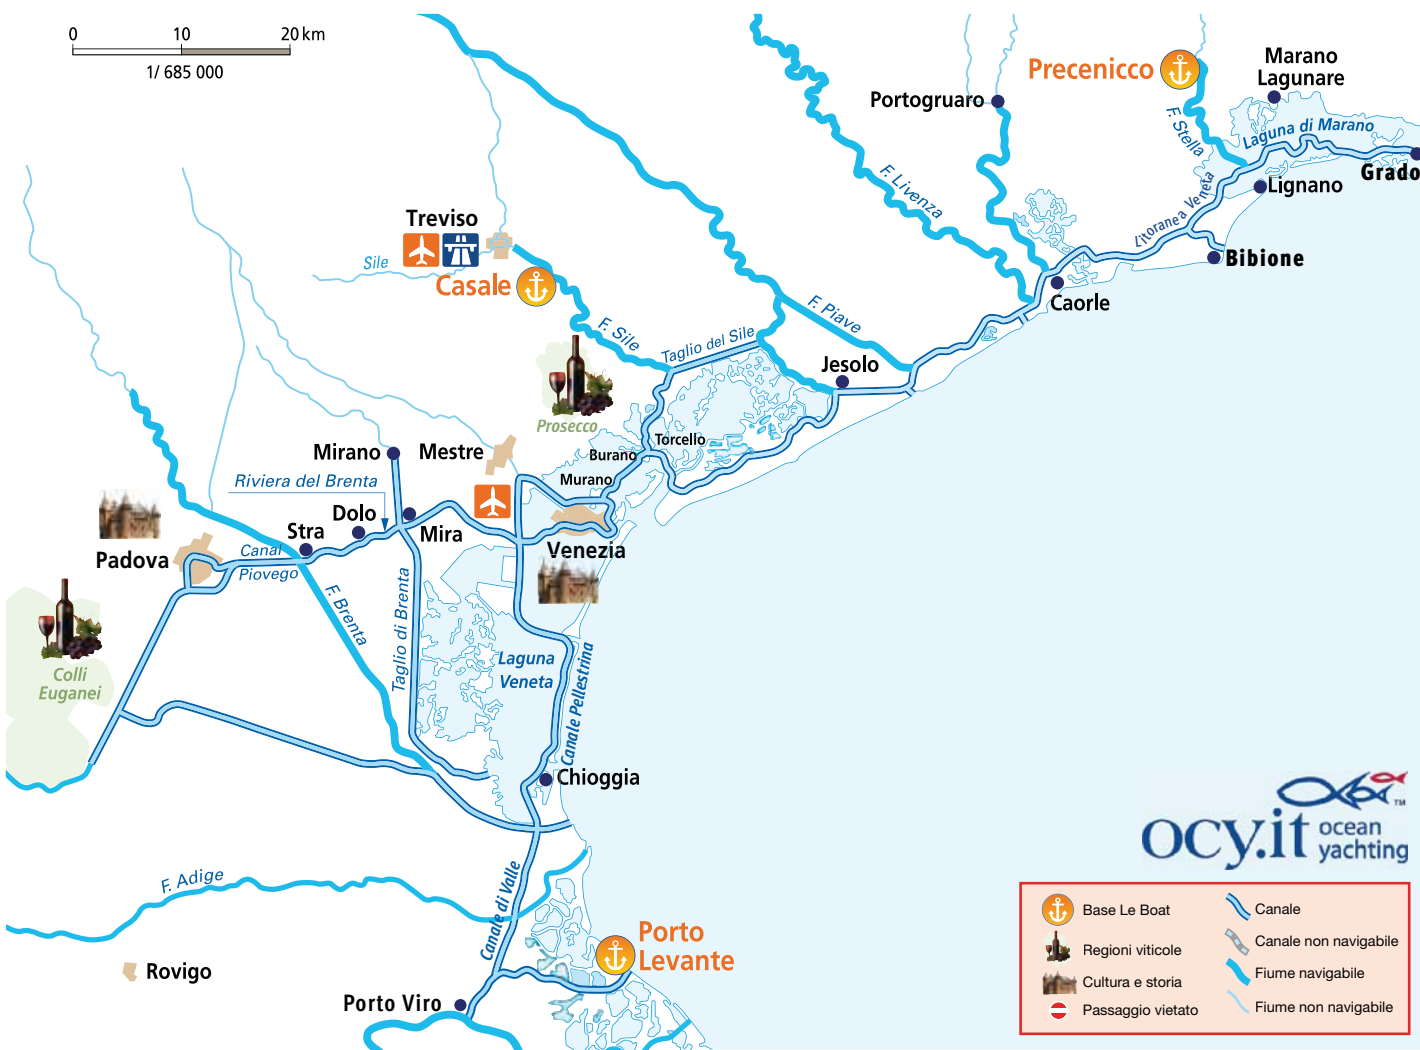 0 10 20 km
1/ 685 000
Precenicco
Marano
Lagunare
Portogruaro
F. Stella
Laguna di Marano
Grado
Lignano
F. Livenza
Litoranea Veneta
Bibione
Treviso
Sile
Casale
Caorle
F. Piave
F. Sile
Taglio del Sile
Jesolo
Prosecco
Torcello
Mirano
Mestre
Burano
Riviera del Brenta
Murano
Dolo
Stra
Mira
Venezia
Padova
Canal
Piovego
F. Brenta
Taglio di Brenta
Colli
Euganei
Laguna
Veneta
Canale Pellestrina
Chioggia
F. Adige
Canale di Valle
Porto
Levante
Rovigo
Porto Viro
ocy.it ocean
yachting
TM
Base Le Boat
Regioni viticole
Cultura e storia
Passaggio vietato
Canale
Canale non navigabile
Fiume navigabile
Fiume non navigabile